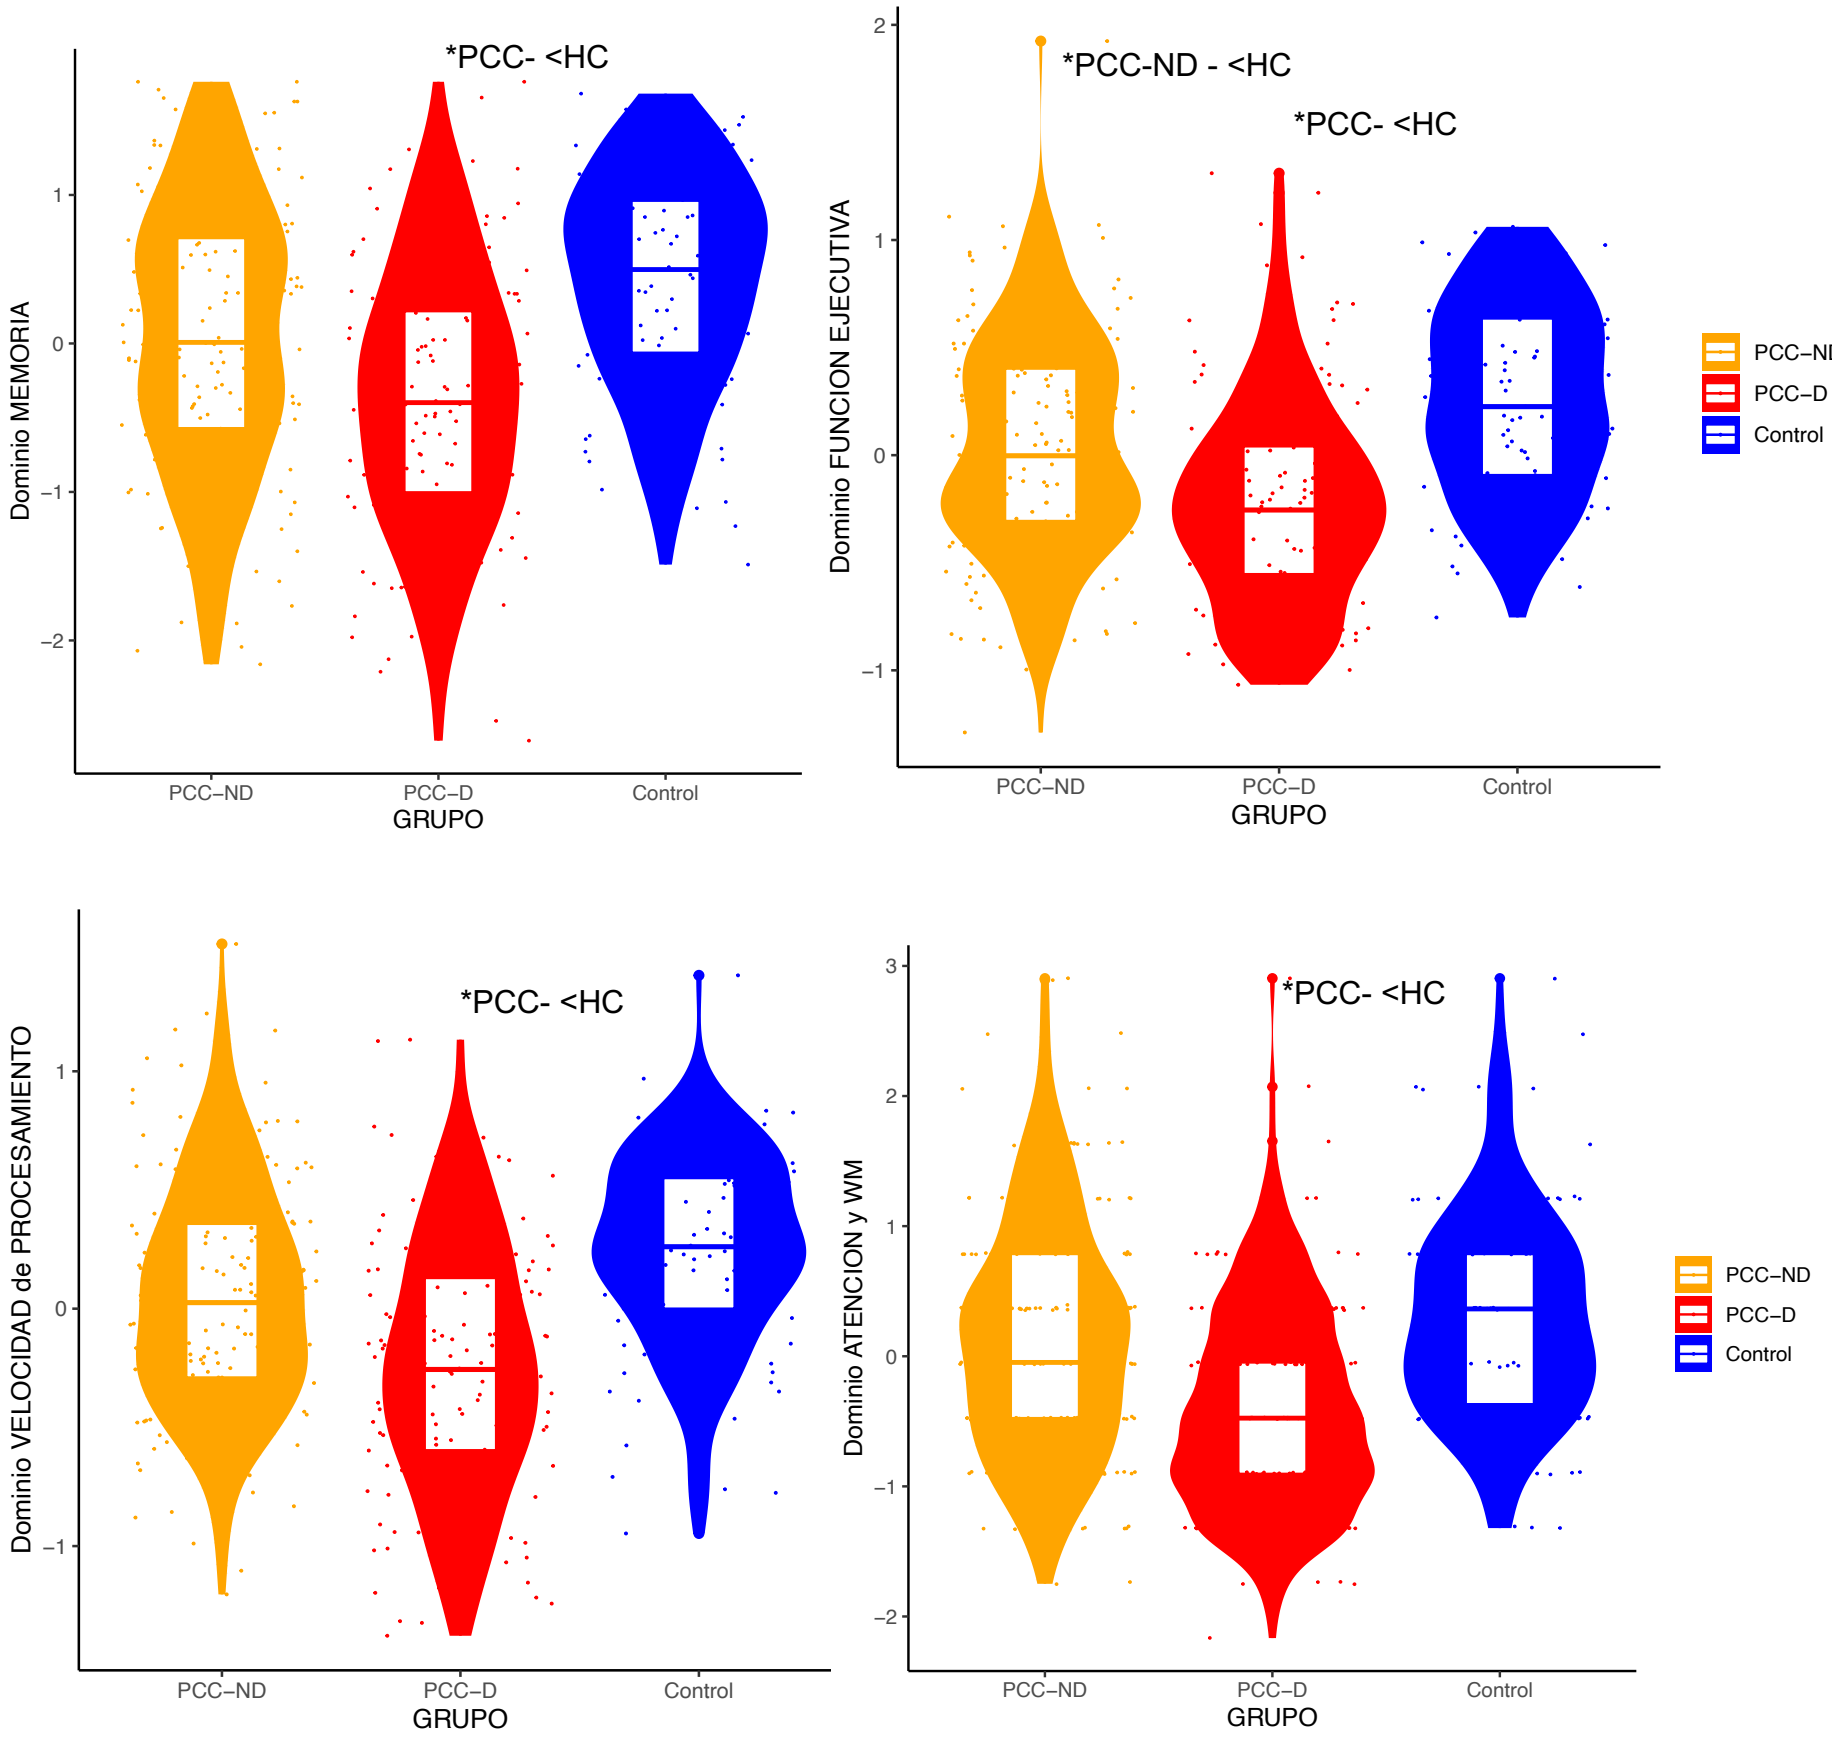 *PCC- <HC
Dominio MEMORIA
1
0
−1
−2
PCC−ND
PCC−D
Control
GRUPO
*PCC-ND - <HC
*PCC- <HC
Dominio FUNCION EJECUTIVA
2
1
0
−1
PCC−ND
PCC−D
Control
GRUPO
PCC−ND
PCC−D
Control
*PCC- <HC
Dominio VELOCIDAD de PROCESAMIENTO
1
0
−1
PCC−ND
PCC−D
Control
GRUPO
*PCC- <HC
Dominio ATENCION y WM
3
2
1
0
−1
−2
PCC−ND
PCC−D
Control
GRUPO
PCC−ND
PCC−D
Control